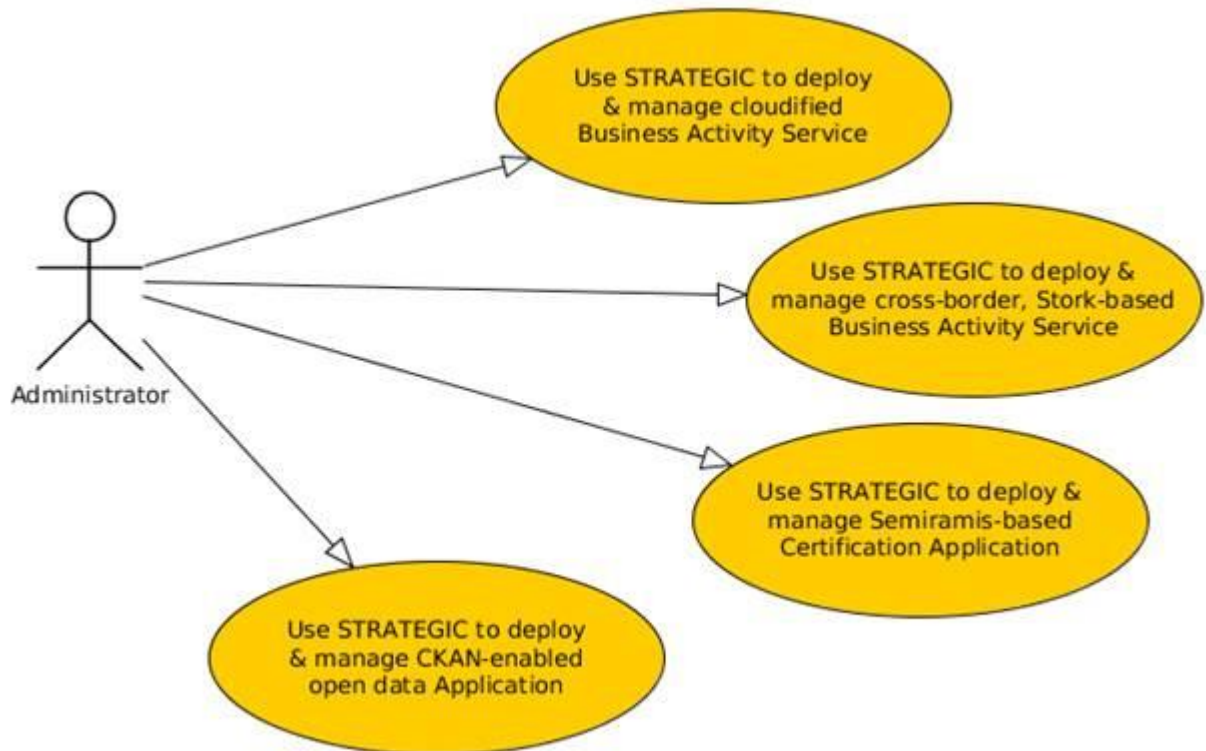 Use STRATEGIC to deploy
& manage cloudified
Business Activity Service
Use STRATEGIC to deploy &
manage cross-border, Stork-based
Business Activity Service
Administrator
Use STRATEGIC to deploy &
manage Semiramis-based
Certification Application
Use STRATEGIC to deploy
& manage CKAN-enabled
open data Application